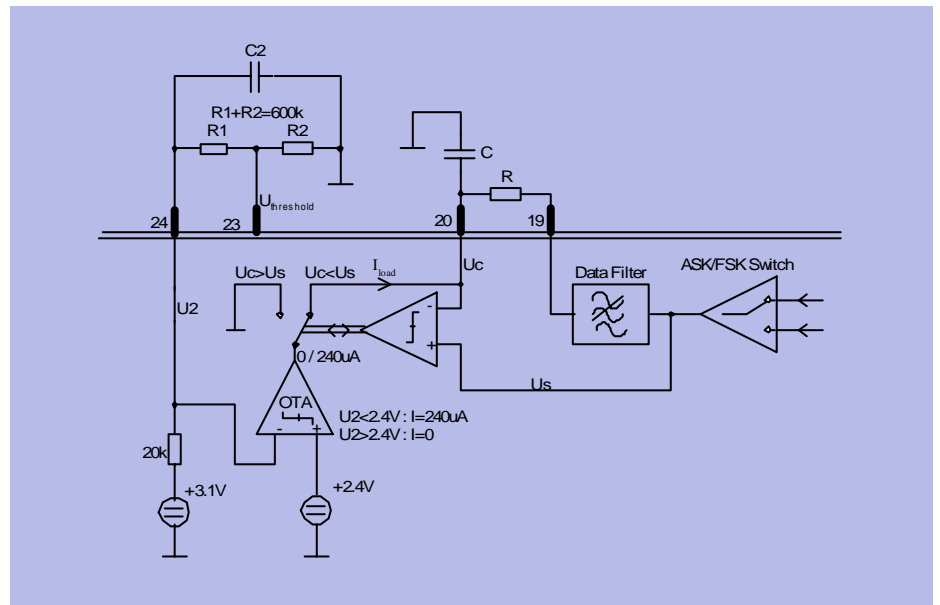 C2
R1+R2=600k
R1
R2
C
R
Uthreshold
24
23
20
19
Uc>Us
Uc<Us
Iload
Uc
Data Filter
ASK/FSK Switch
U2
-
+
0 / 240uA
Us
OTA
U2<2.4V : I=240uA
U2>2.4V : I=0
-
+
20k
+3.1V
+2.4V